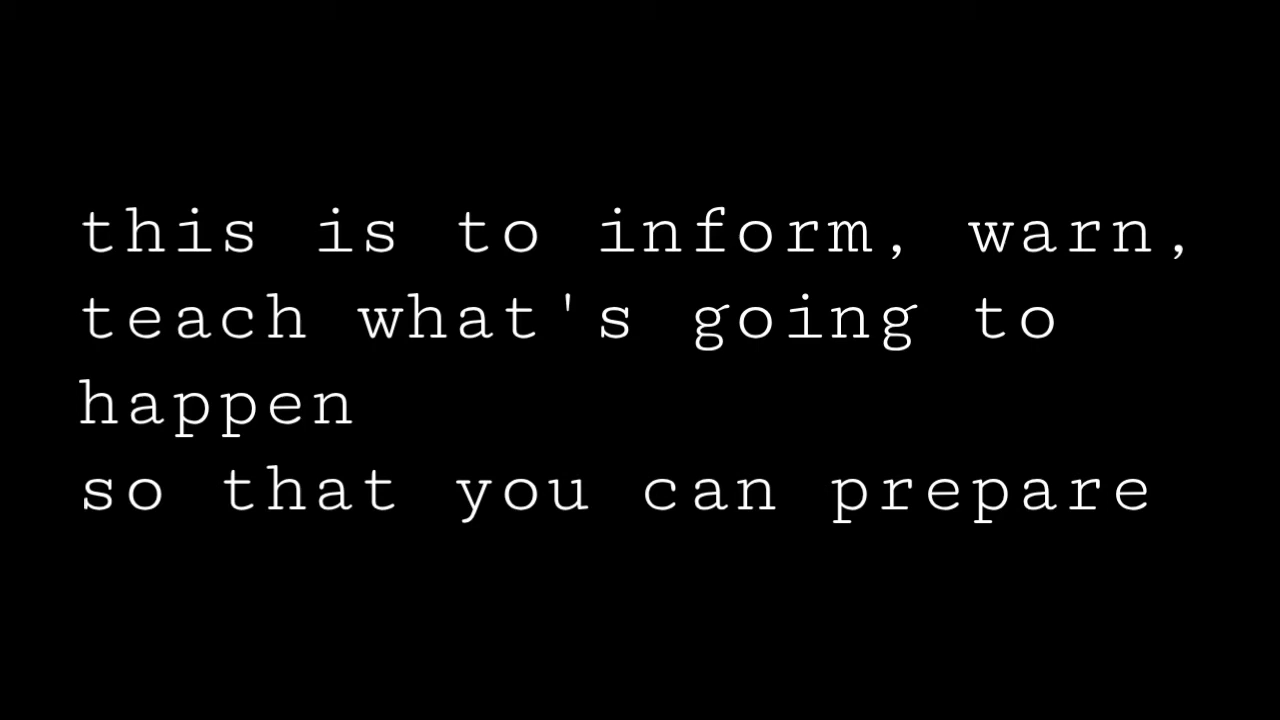 this is to inform, warn,
teach what's going to
happen
so that you can prepare